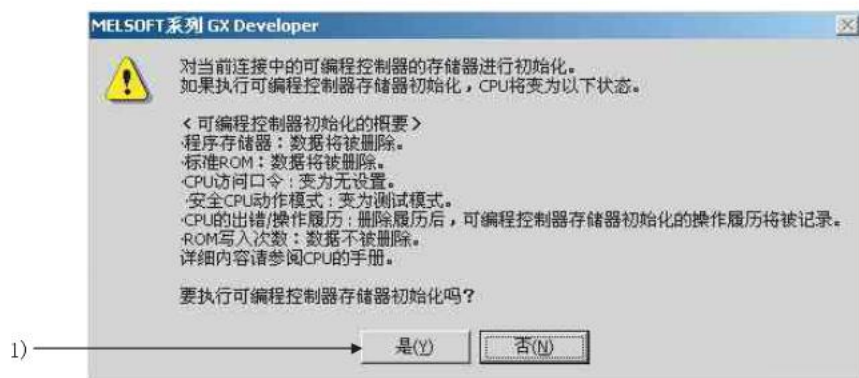 MELSOFT系列 GX Developer
对当前连接中的可编程控制器的存储器进行初始化。
如果执行可编程控制器存储器初始化，CPU将变为以下状态。
<可编程控制器初始化的概要>
·程序存储器：数据将被删除。
·标准ROM：数据将被删除。
·CPU访问口令：变为无设置。
·安全CPU动作模式：变为测试模式。
·CPU的出错/操作履历：删除履历后，可编程控制器存储器初始化的操作履历将被记录。
·ROM写入次数：数据不被删除。
详细内容请参阅CPU的手册。
要执行可编程控制器存储器初始化吗?
1) 是(Y) 否(N)